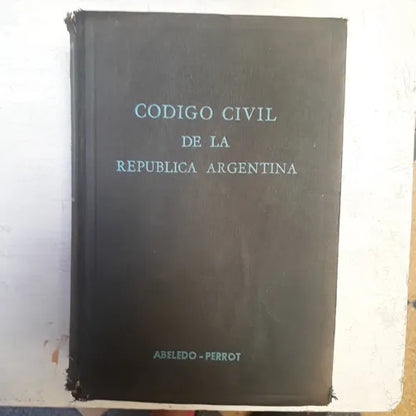 CODIGO CIVIL
DE LA
REPUBLICA ARGENTINA
ABELEDO - PERROT